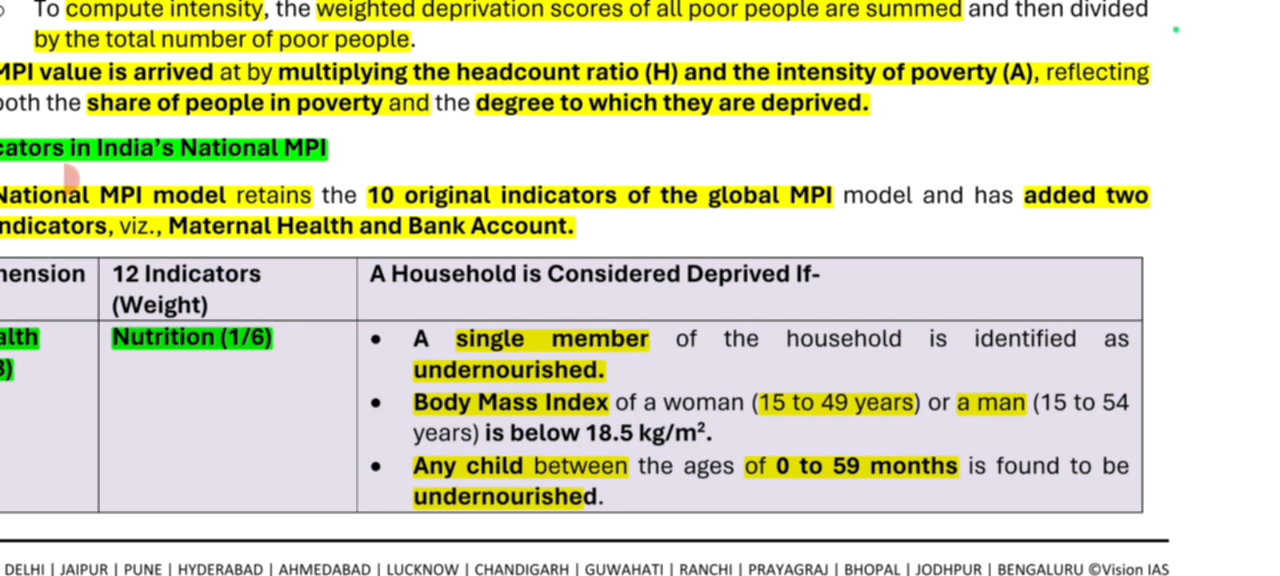 o To compute intensity, the weighted deprivation scores of all poor people are summed and then divided
by the total number of poor people.
MPI value is arrived at by multiplying the headcount ratio (H) and the intensity of poverty (A), reflecting
both the share of people in poverty and the degree to which they are deprived.
cators in India's National MPI
National MPI model retains the 10 original indicators of the global MPI model and has added two
indicators, viz., Maternal Health and Bank Account.
mension 12 Indicators A Household is Considered Deprived If-
(Weight)
alth Nutrition (1/6) • A single member of the household is identified as
3) undernourished.
• Body Mass Index of a woman (15 to 49 years) or a man (15 to 54
years) is below 18.5 kg/m².
• Any child between the ages of 0 to 59 months is found to be
undernourished.
DELHI | JAIPUR | PUNE | HYDERABAD | AHMEDABAD | LUCKNOW | CHANDIGARH | GUWAHATI | RANCHI | PRAYAGRAJ | BHOPAL | JODHPUR | BENGALURU ©Vision IAS